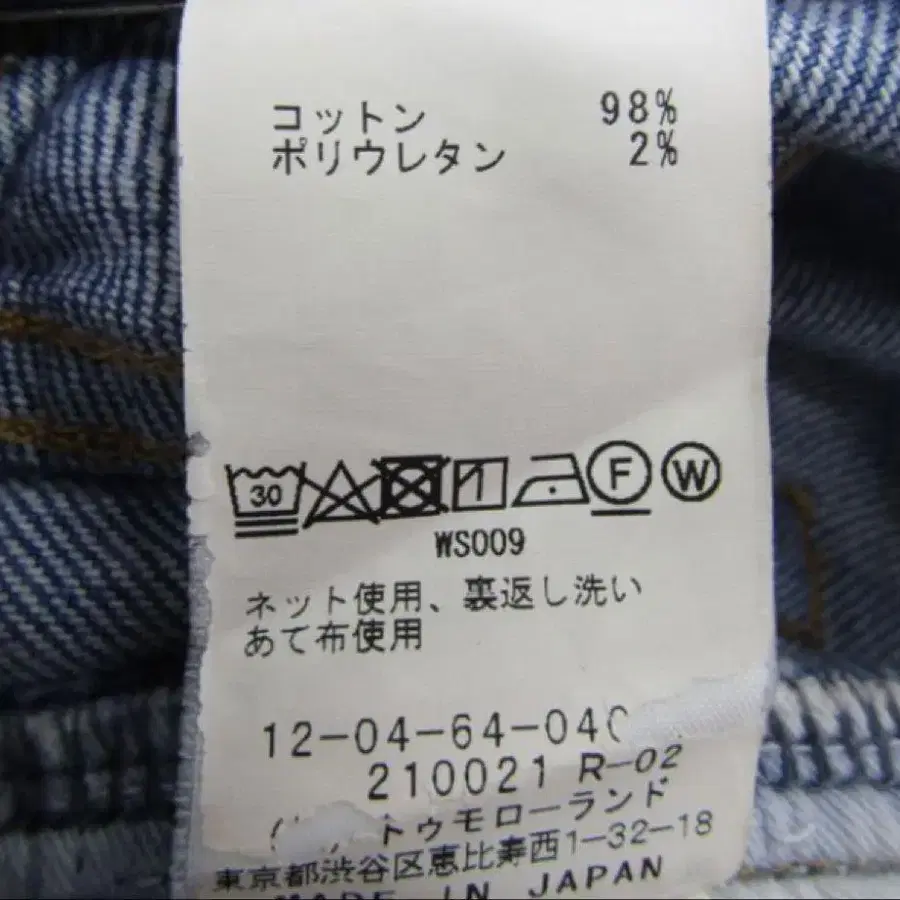 コットン 98%
ポリウレタン 2%
30 F W
WS009
ネット使用、裏返し洗い
あて布使用
12-04-64-04
210021 R-02
トゥモローランド
東京都渋谷区恵比寿西1-32-18
MADE IN JAPAN